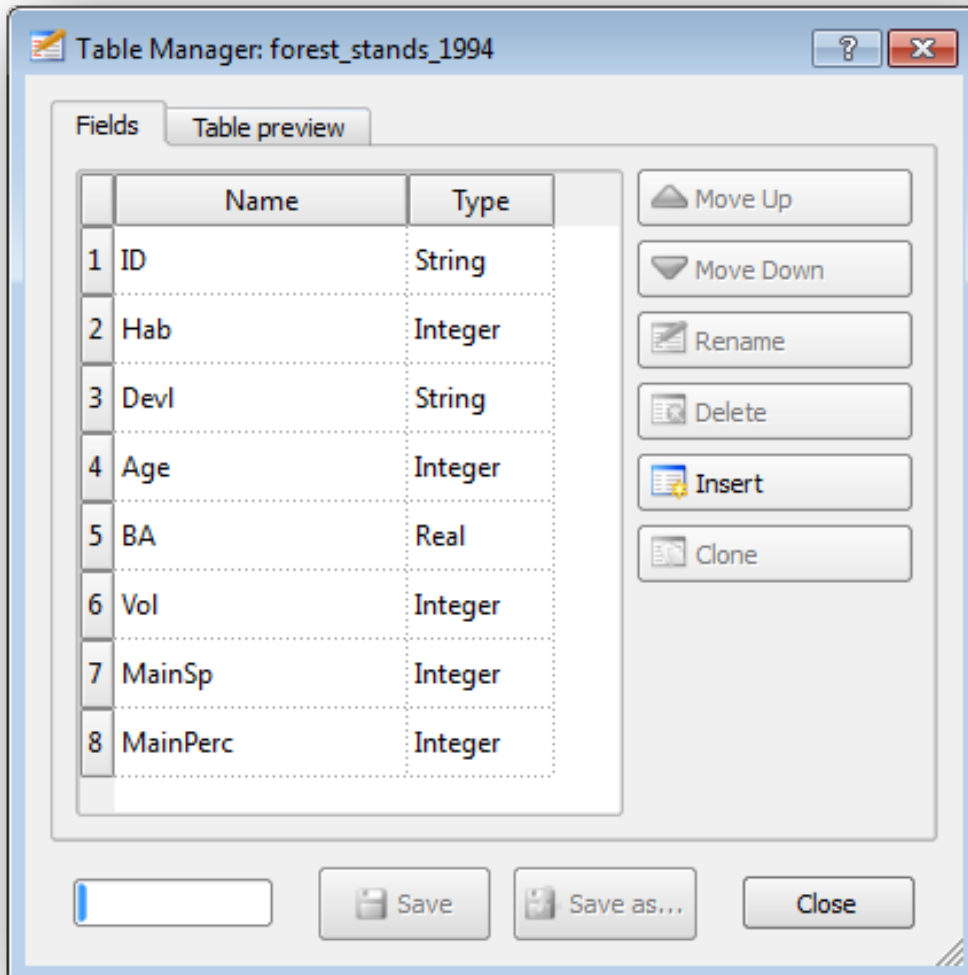 Table Manager: forest_stands_1994
?
Fields Table preview
Name Type
1 ID String
2 Hab Integer
3 Devl String
4 Age Integer
5 BA Real
6 Vol Integer
7 MainSp Integer
8 MainPerc Integer
Move Up
Move Down
Rename
Delete
Insert
Clone
Save Save as... Close